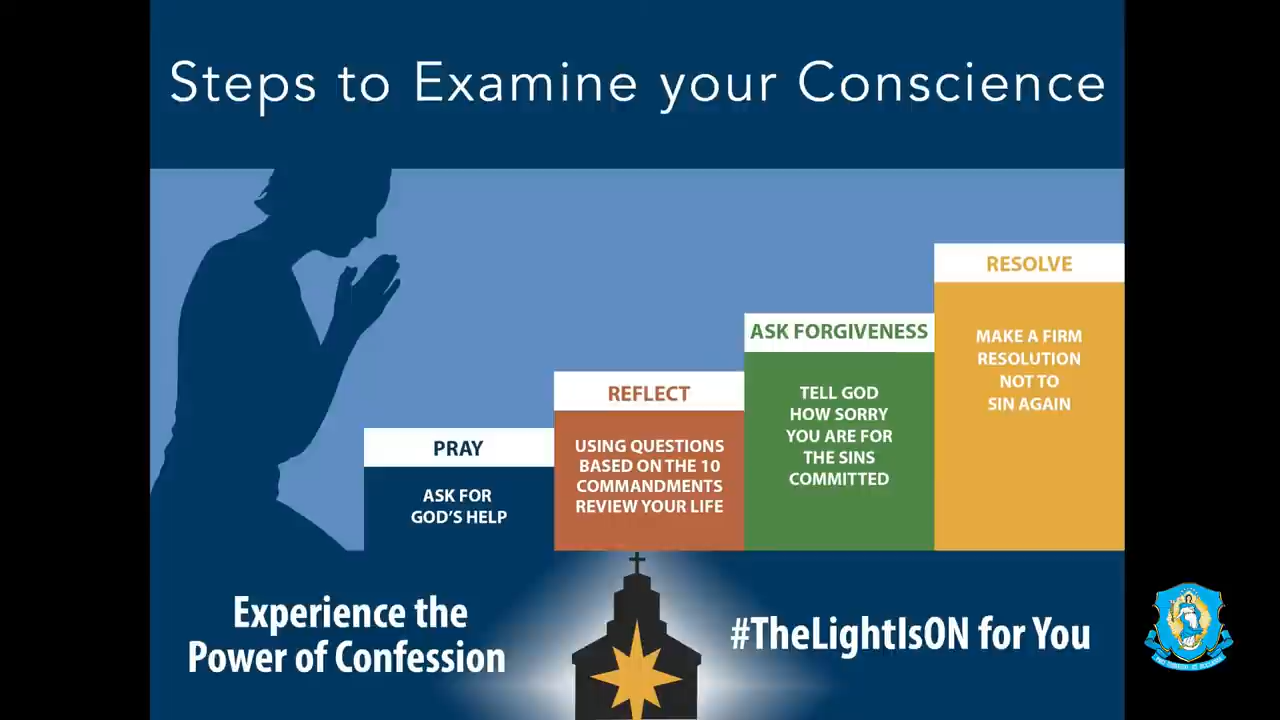 Steps to Examine your Conscience
PRAY
ASK FOR
GOD'S HELP
REFLECT
USING QUESTIONS
BASED ON THE 10
COMMANDMENTS
REVIEW YOUR LIFE
ASK FORGIVENESS
TELL GOD
HOW SORRY
YOU ARE FOR
THE SINS
COMMITTED
RESOLVE
MAKE A FIRM
RESOLUTION
NOT TO
SIN AGAIN
Experience the
Power of Confession
#TheLightIsON for You